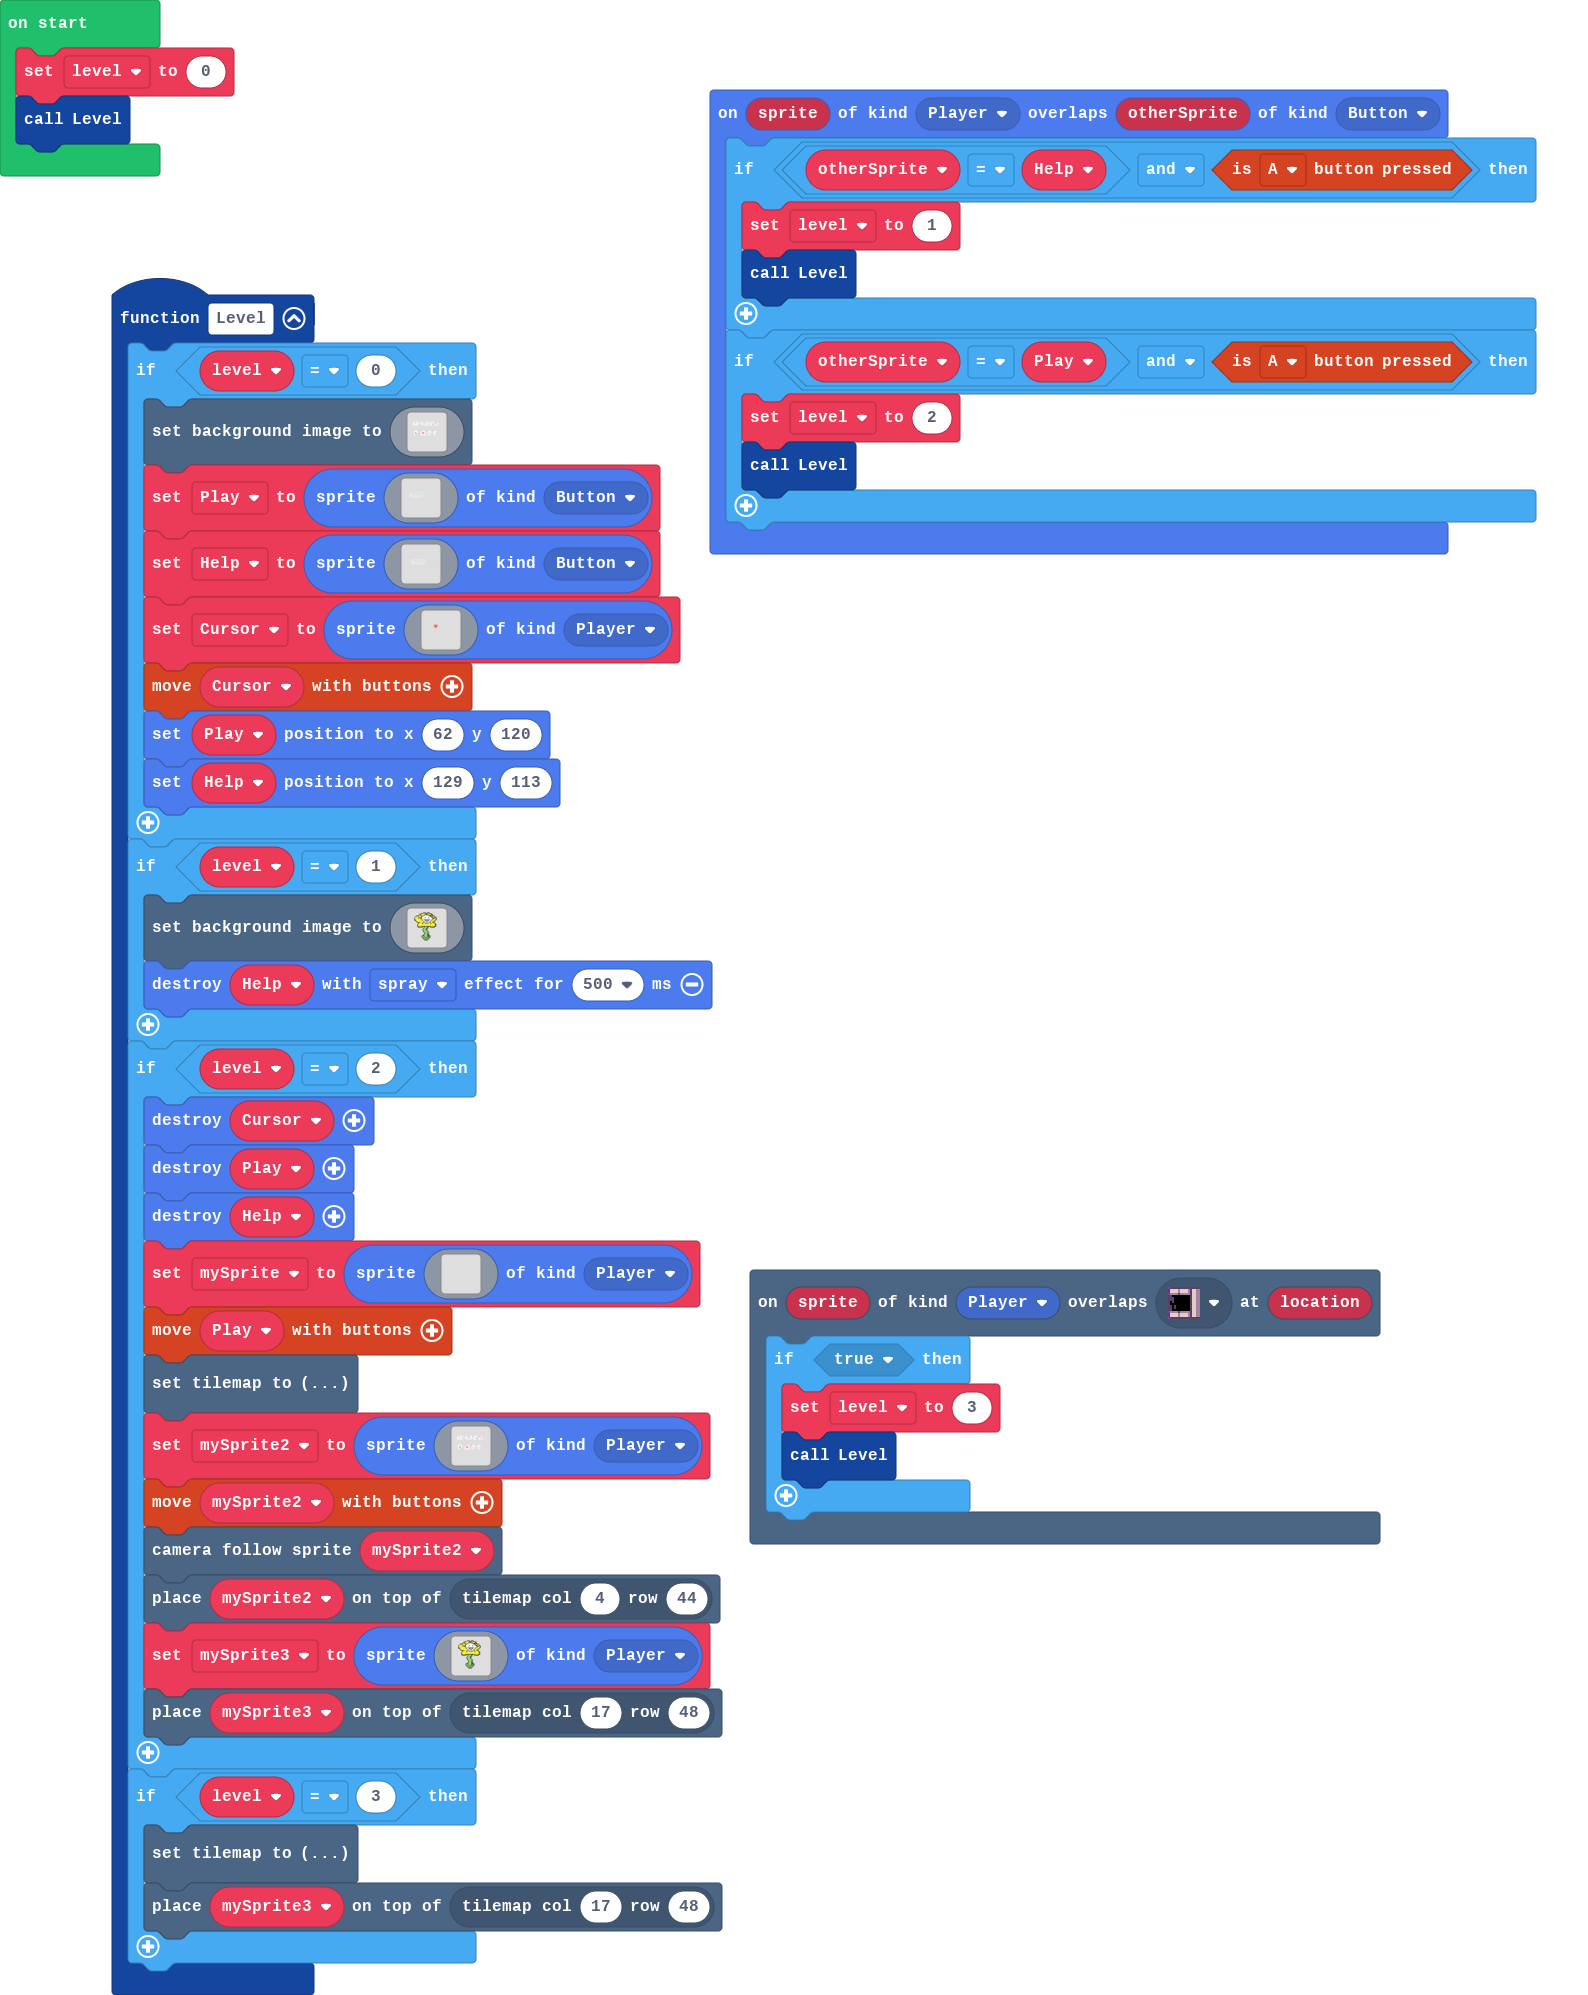 on start
set level to 0
call Level
on sprite of kind Player overlaps otherSprite of kind Button
if otherSprite = Help and is A button pressed then
set level to 1
call Level
if otherSprite = Play and is A button pressed then
set level to 2
call Level
function Level
if level = 0 then
set background image to
set Play to sprite of kind Button
set Help to sprite of kind Button
set Cursor to sprite of kind Player
move Cursor with buttons
set Play position to x 62 y 120
set Help position to x 129 y 113
if level = 1 then
set background image to
destroy Help with spray effect for 500 ms
if level = 2 then
destroy Cursor
destroy Play
destroy Help
set mySprite to sprite of kind Player
move Play with buttons
set tilemap to (...)
set mySprite2 to sprite of kind Player
move mySprite2 with buttons
camera follow sprite mySprite2
place mySprite2 on top of tilemap col 4 row 44
set mySprite3 to sprite of kind Player
place mySprite3 on top of tilemap col 17 row 48
if level = 3 then
set tilemap to (...)
place mySprite3 on top of tilemap col 17 row 48
on sprite of kind Player overlaps at location
if true then
set level to 3
call Level